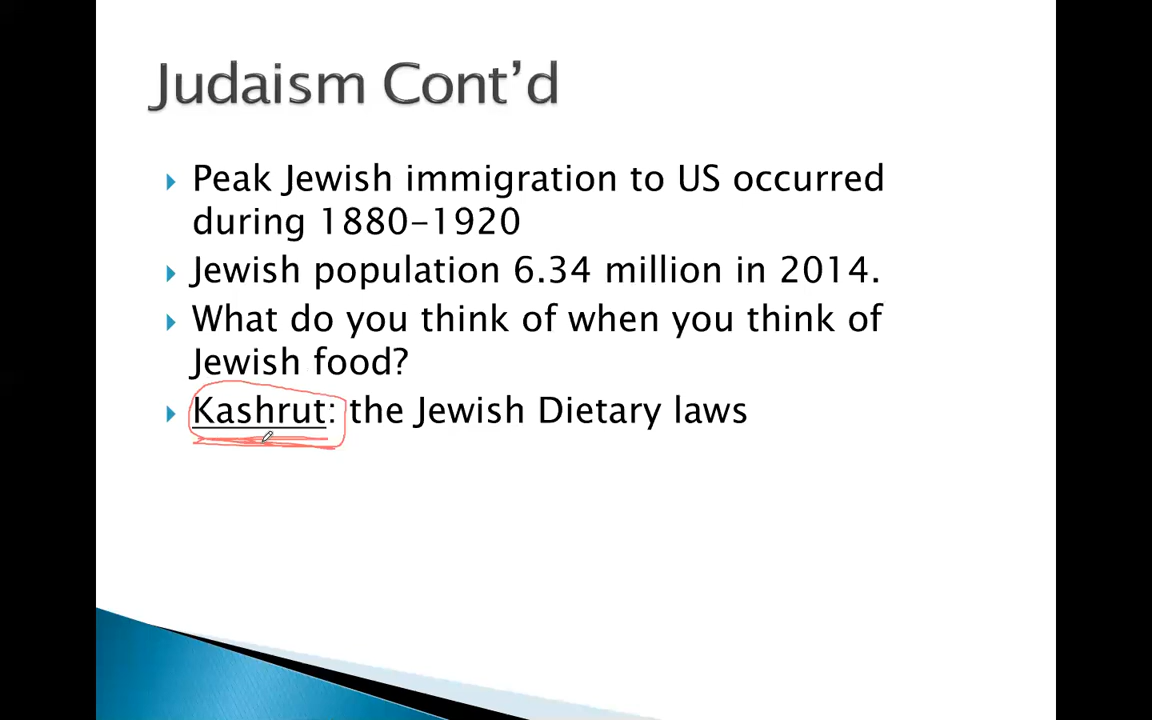 Judaism Cont’d
Peak Jewish immigration to US occurred
during 1880-1920
Jewish population 6.34 million in 2014.
What do you think of when you think of
Jewish food?
Kashrut: the Jewish Dietary laws